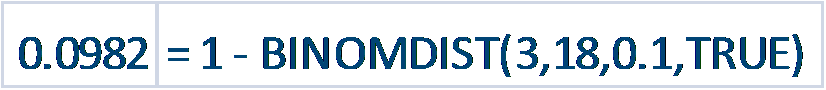 0.0982 = 1 - BINOMDIST(3,18,0.1,TRUE)